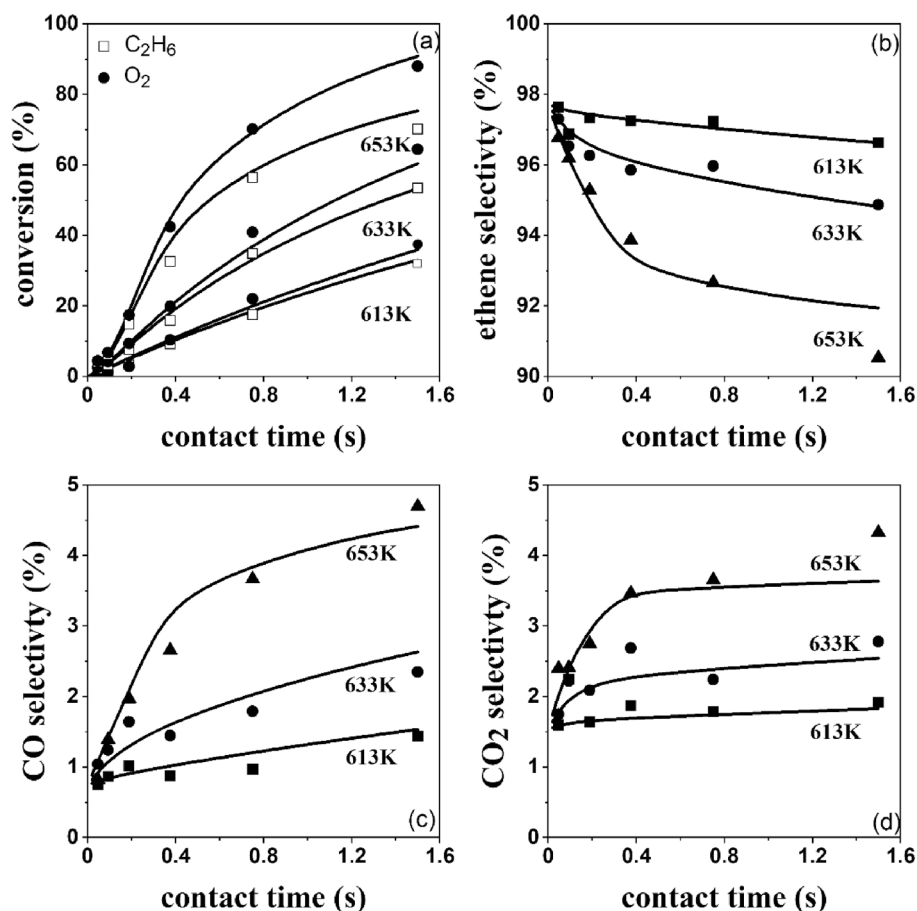 (a)
C₂H₆
O₂
100
80
60
40
20
0
conversion (%)
653K
633K
613K
0 0.4 0.8 1.2 1.6
contact time (s)
(b)
100
98
96
94
92
90
ethene selectivty (%)
613K
633K
653K
0 0.4 0.8 1.2 1.6
contact time (s)
5
4
3
2
1
0
CO selectivty (%)
653K
633K
613K
(c)
0 0.4 0.8 1.2 1.6
contact time (s)
5
4
3
2
1
0
CO₂ selectivty (%)
653K
633K
613K
(d)
0 0.4 0.8 1.2 1.6
contact time (s)